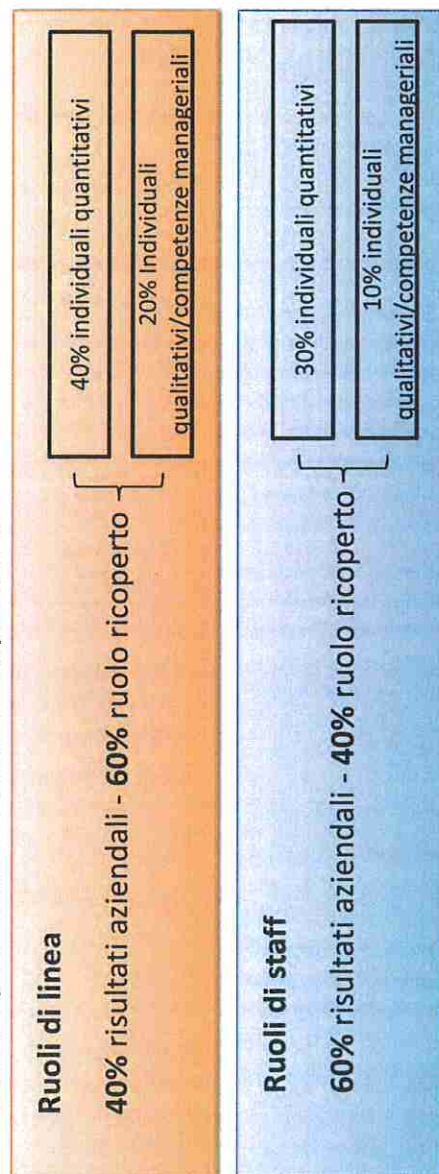 Ruoli di linea
40% risultati aziendali - 60% ruolo ricoperto
40% individuali quantitativi
20% Individuali
qualitativi/competenze manageriali
Ruoli di staff
60% risultati aziendali - 40% ruolo ricoperto
30% individuali quantitativi
10% individuali
qualitativi/competenze manageriali